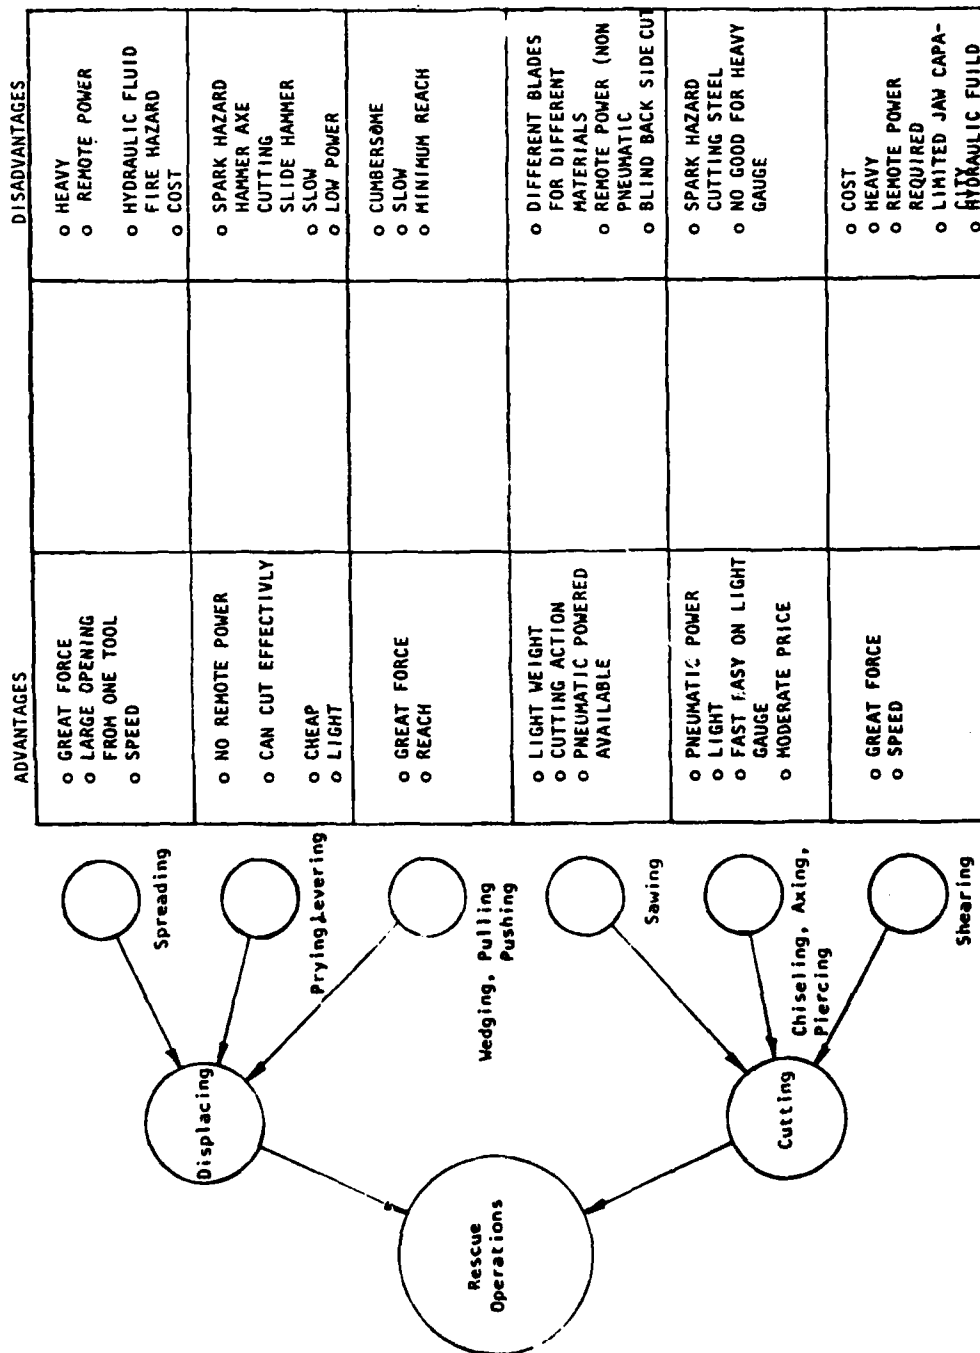 Rescue
Operations
Displacing
Cutting
Spreading
Prying Levering
Wedging, Pulling
Pushing
Sawing
Chiseling, Axing,
Piercing
Shearing
ADVANTAGES
DISADVANTAGES
o GREAT FORCE
o LARGE OPENING
FROM ONE TOOL
o SPEED
o HEAVY
o REMOTE POWER
o HYDRAULIC FLUID
FIRE HAZARD
o COST
o NO REMOTE POWER
o CAN CUT EFFECTIVLY
o CHEAP
o LIGHT
o SPARK HAZARD
HAMMER AXE
CUTTING
SLIDE HAMMER
o SLOW
o LOW POWER
o GREAT FORCE
o REACH
o CUMBERSOME
o SLOW
o MINIMUM REACH
o LIGHT WEIGHT
o CUTTING ACTION
o PNEUMATIC POWERED
AVAILABLE
o DIFFERENT BLADES
FOR DIFFERENT
MATERIALS
o REMOTE POWER (NON
PNEUMATIC
o BLIND BACK SIDE CUT
o PNEUMATIC POWER
o LIGHT
o FAST EASY ON LIGHT
GAUGE
o MODERATE PRICE
o SPARK HAZARD
CUTTING STEEL
o NO GOOD FOR HEAVY
GAUGE
o GREAT FORCE
o SPEED
o COST
o HEAVY
o REMOTE POWER
REQUIRED
o LIMITED JAW CAPA-
CITY
o HYDRAULIC FUILD